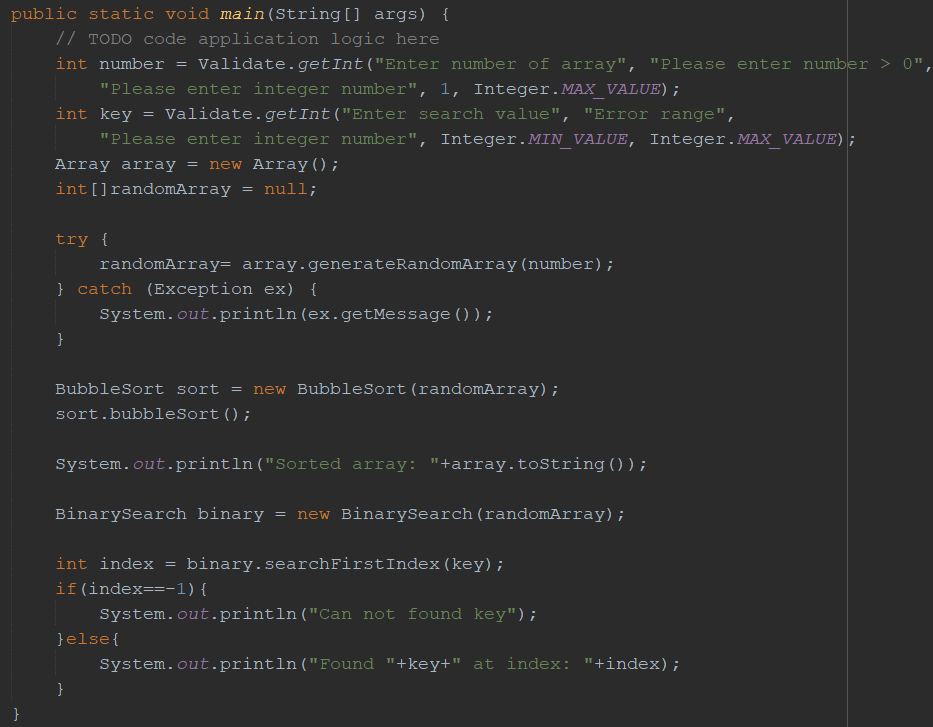 public static void main(String[] args) {
// TODO code application logic here
int number = Validate.getInt("Enter number of array", "Please enter number > 0",
"Please enter integer number", 1, Integer.MAX_VALUE);
int key = Validate.getInt("Enter search value", "Error range",
"Please enter integer number", Integer.MIN_VALUE, Integer.MAX_VALUE);
Array array = new Array();
int[]randomArray = null;
try {
randomArray= array.generateRandomArray(number);
} catch (Exception ex) {
System.out.println(ex.getMessage());
}
BubbleSort sort = new BubbleSort(randomArray);
sort.bubbleSort();
System.out.println("Sorted array: "+array.toString());
BinarySearch binary = new BinarySearch(randomArray);
int index = binary.searchFirstIndex(key);
if(index==-1){
System.out.println("Can not found key");
}else{
System.out.println("Found "+key+" at index: "+index);
}
}